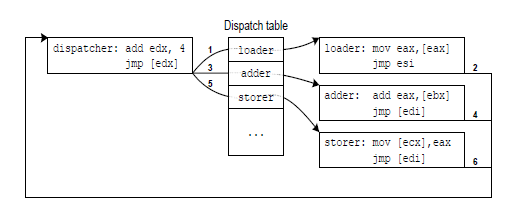 Dispatch table
dispatcher: add edx, 4
jmp [edx]
1
3
5
loader
adder
storer
...
loader: mov eax,[eax]
jmp esi
2
adder: add eax,[ebx]
jmp [edi]
4
storer: mov [ecx],eax
jmp [edi]
6